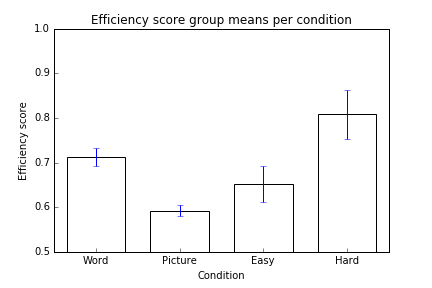 Efficiency score group means per condition
1.0
0.9
0.8
0.7
0.6
0.5
Efficiency score
Word Picture Easy Hard
Condition